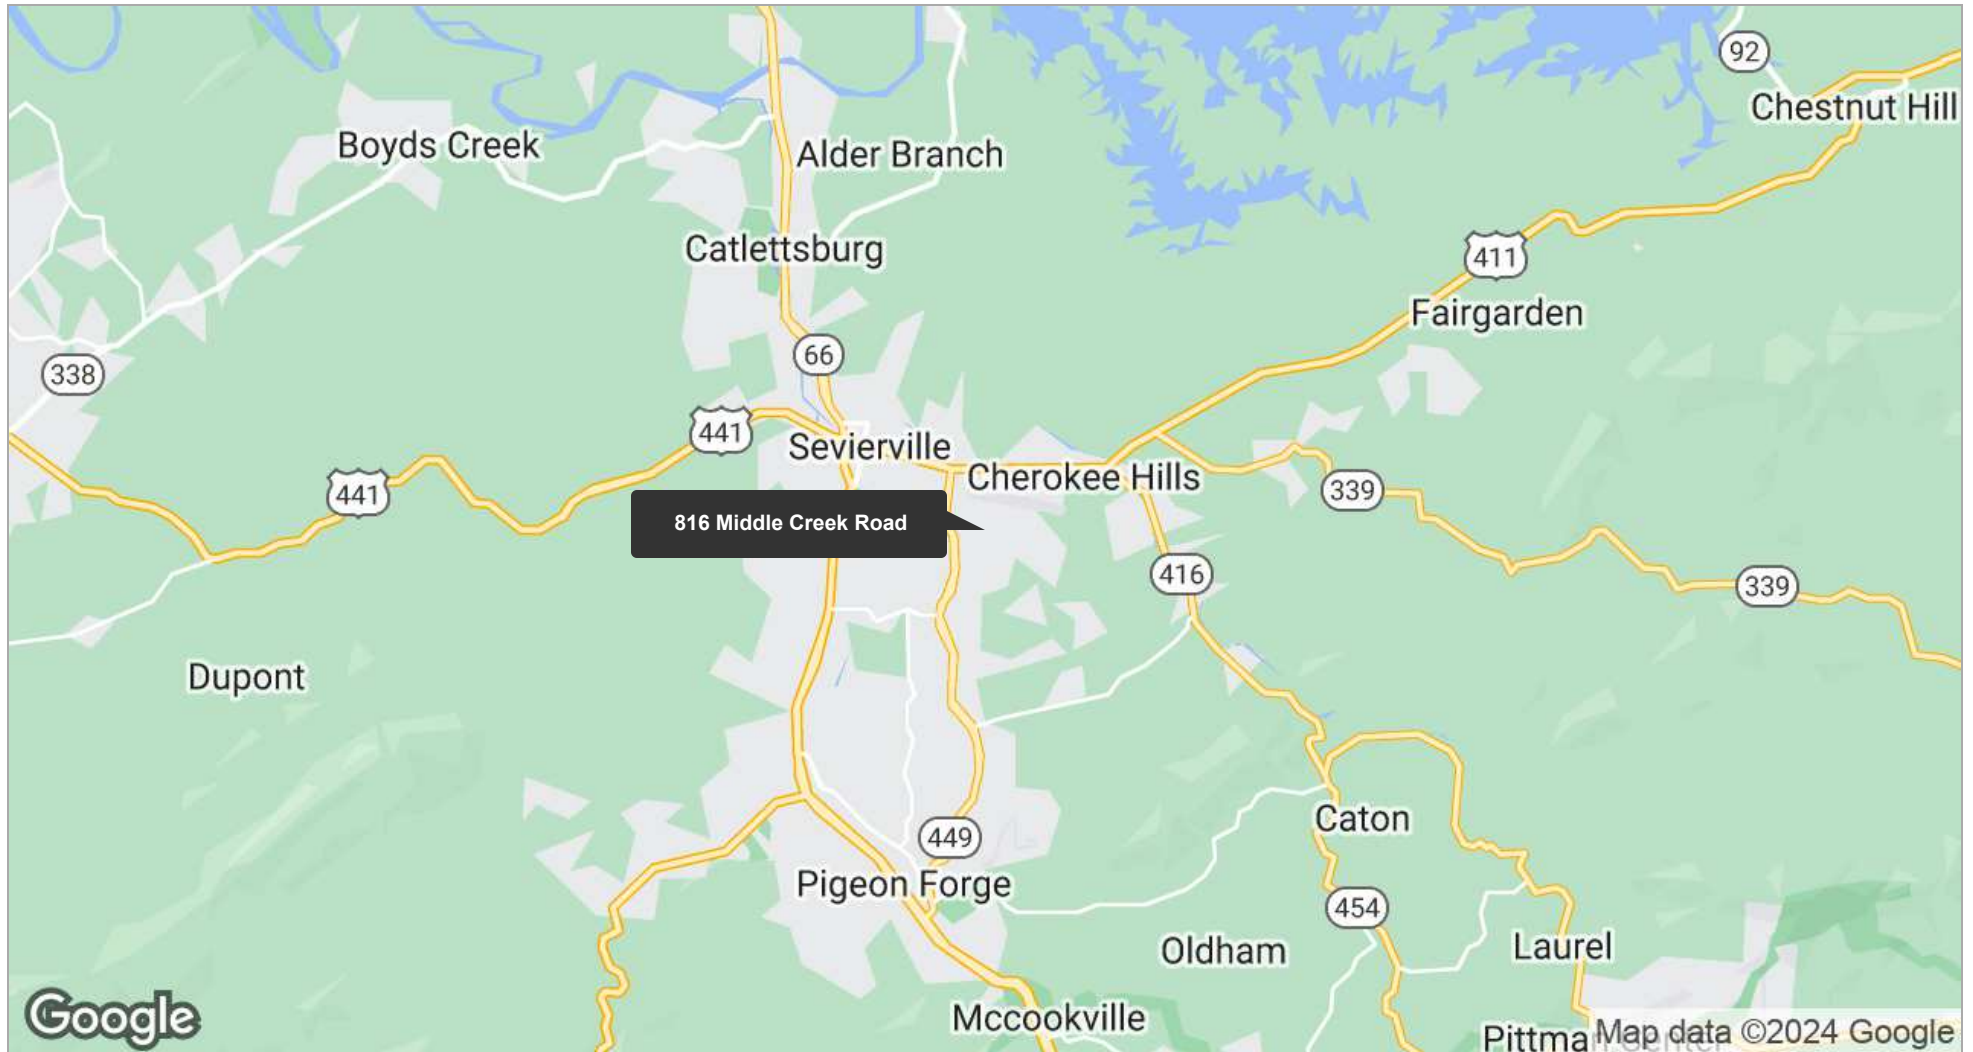 92
Chestnut Hill
Boyds Creek
Alder Branch
Catlettsburg
411
Fairgarden
66
338
441
Sevierville
441
Cherokee Hills
339
816 Middle Creek Road
416
339
Dupont
Caton
449
Pigeon Forge
454
Oldham
Laurel
Google
Mccookville
Pittman Center
Map data ©2024 Google